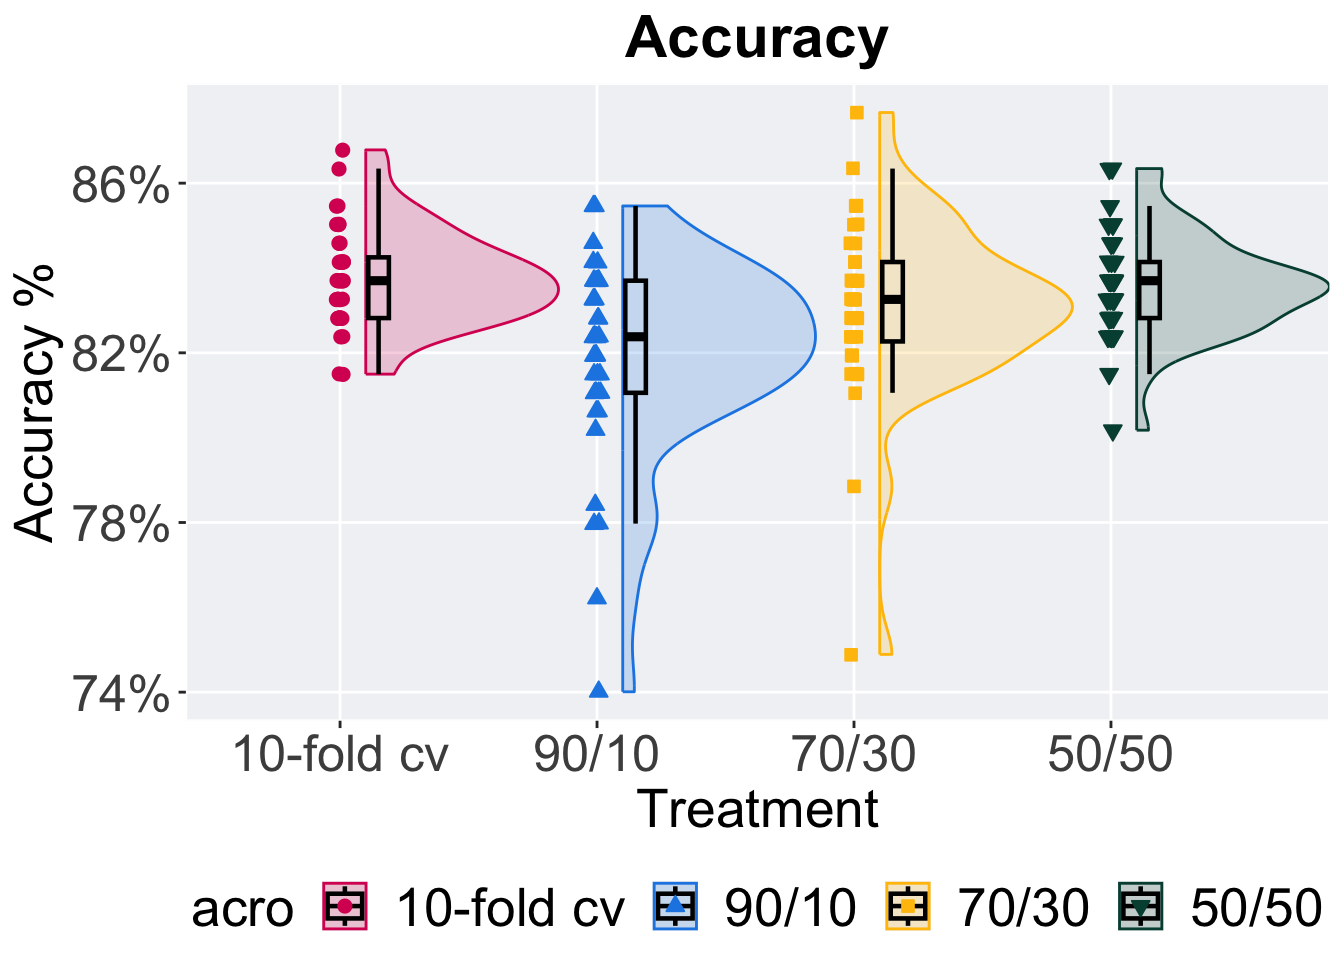 Accuracy
Accuracy %
86%
82%
78%
74%
10-fold cv 90/10 70/30 50/50
Treatment
acro 10-fold cv 90/10 70/30 50/50